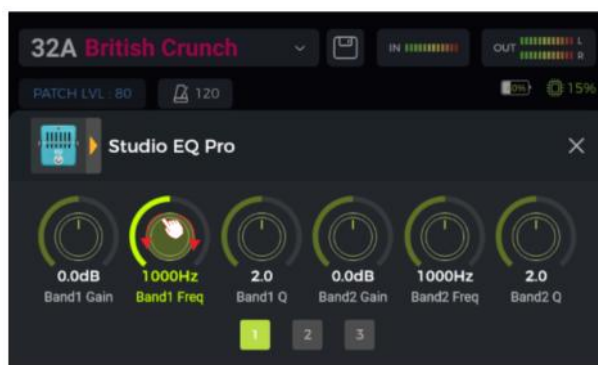 32A British Crunch
IN
OUT
L
R
PATCH LVL : 80
120
0%
15%
Studio EQ Pro
0.0dB 1000Hz 2.0 0.0dB 1000Hz 2.0
Band1 Gain Band1 Freq Band1 Q Band2 Gain Band2 Freq Band2 Q
1 2 3